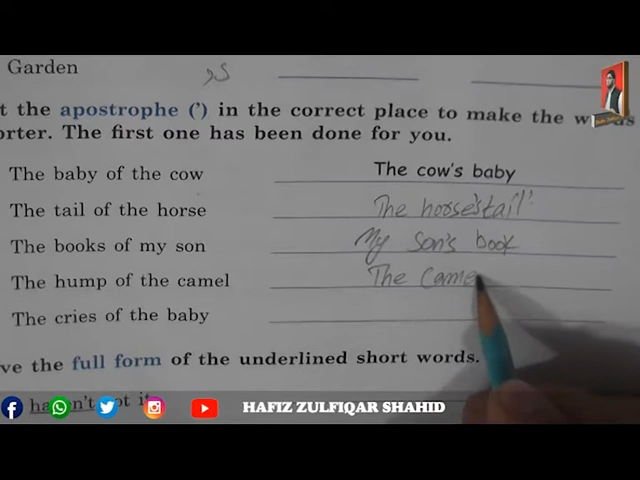 Garden
,s
t the apostrophe (’) in the correct place to make the words
orter. The first one has been done for you.
The baby of the cow The cow's baby
The tail of the horse The horse's tail'
The books of my son My Son's book
The hump of the camel The Came
The cries of the baby
ve the full form of the underlined short words.
HAFIZ ZULFIQAR SHAHID